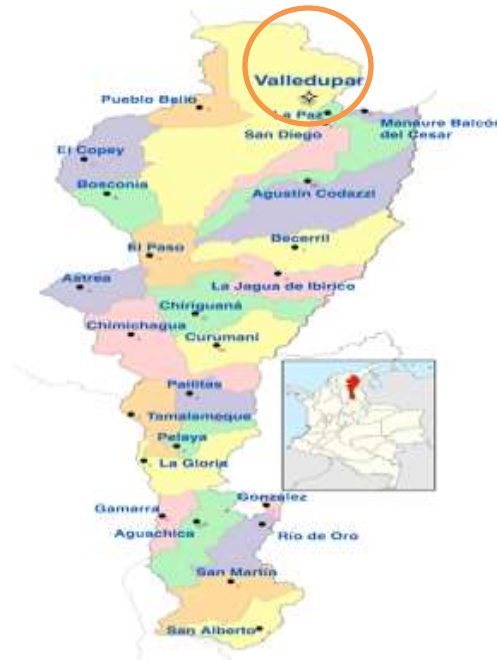 Valledupar
Pueblo Bello
La Paz
Manaure Balcón
del Cesar
San Diego
El Copey
Bosconia
Agustín Codazzi
Becerril
El Paso
Astrea
La Jagua de Ibirico
Chiriguaná
Chimichagua
Curumaní
Pailitas
Tamalameque
Pelaya
La Gloria
González
Gamarra
Aguachica
Río de Oro
San Martín
San Alberto